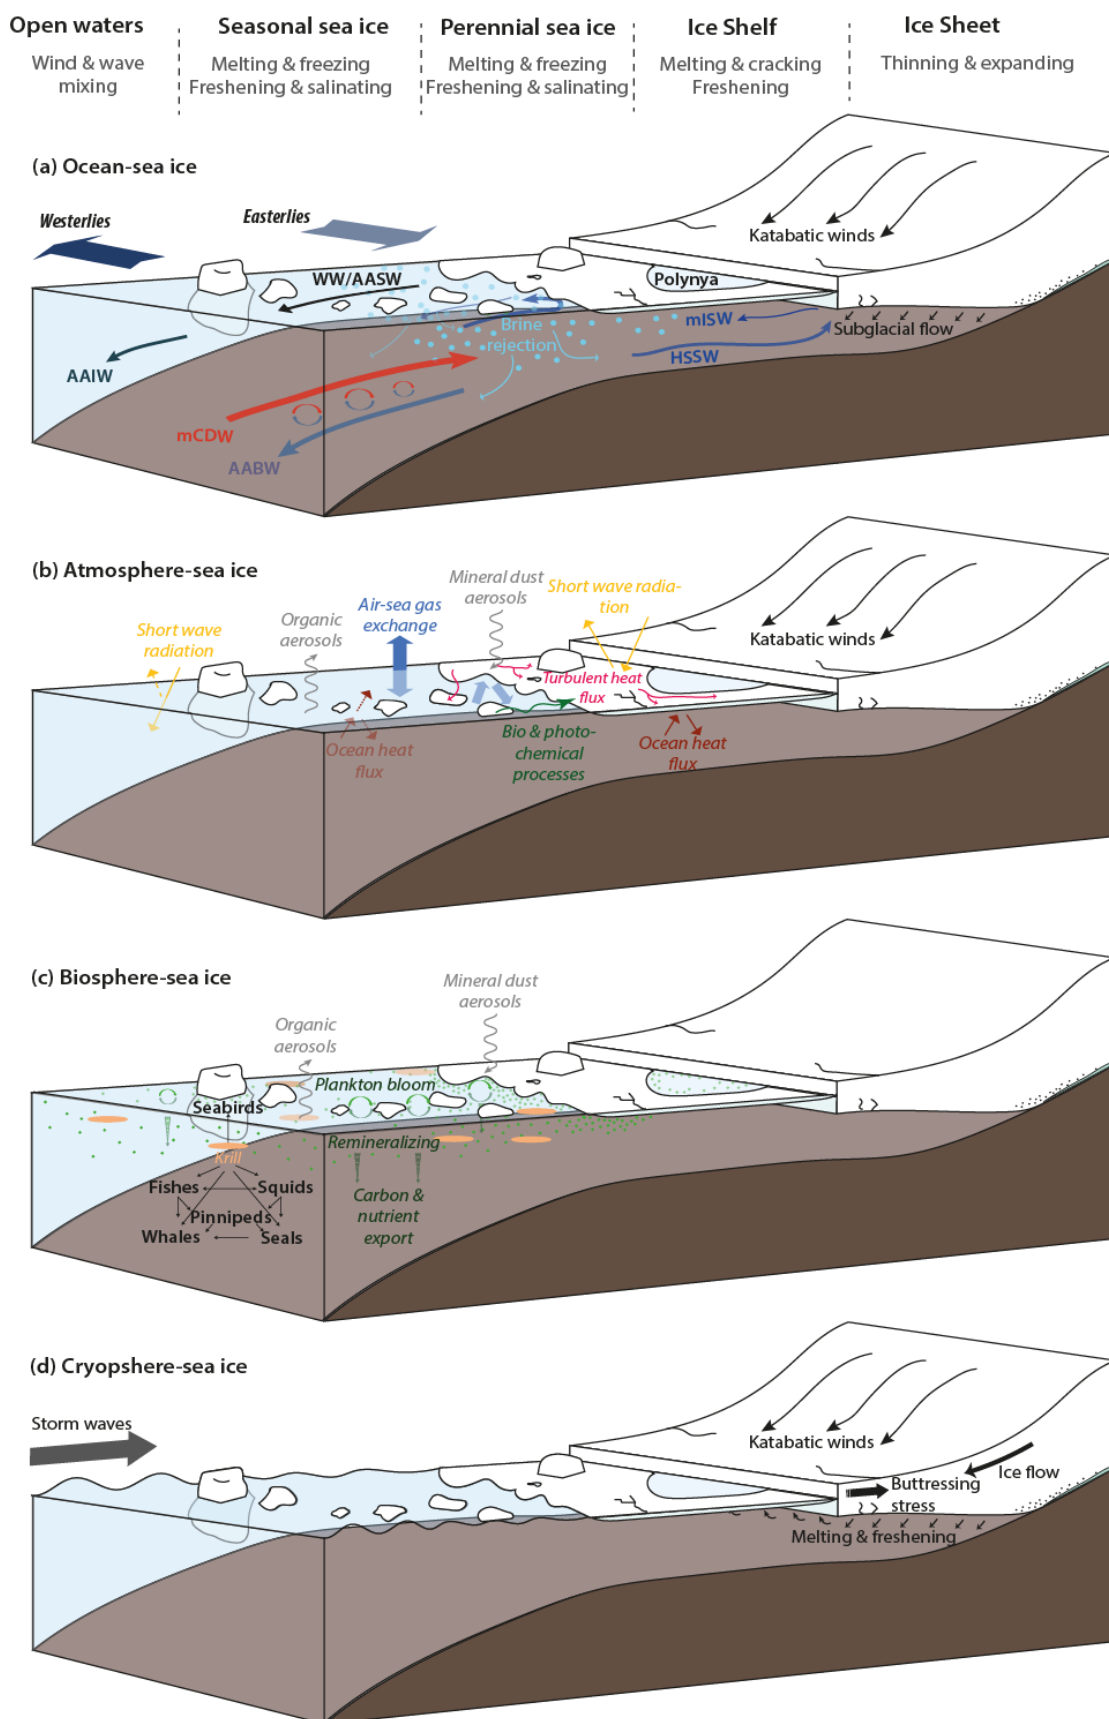 Open waters
Wind & wave
mixing
Seasonal sea ice
Melting & freezing
Freshening & salinating
Perennial sea ice
Melting & freezing
Freshening & salinating
Ice Shelf
Melting & cracking
Freshening
Ice Sheet
Thinning & expanding
(a) Ocean-sea ice
Westerlies
Easterlies
Katabatic winds
WW/AASW
Polynya
Brine
rejection
mISW
Subglacial flow
HSSW
AAIW
mCDW
AABW
(b) Atmosphere-sea ice
Short wave
radiation
Organic
aerosols
Air-sea gas
exchange
Mineral dust
aerosols
Short wave radia-
tion
Katabatic winds
Turbulent heat
flux
Ocean heat
flux
Bio & photo-
chemical
processes
Ocean heat
flux
(c) Biosphere-sea ice
Organic
aerosols
Mineral dust
aerosols
Plankton bloom
Seabirds
Remineralizing
Krill
Fishes
Squids
Pinnipeds
Whales
Seals
Carbon &
nutrient
export
(d) Cryopshere-sea ice
Storm waves
Katabatic winds
Ice flow
Buttressing
stress
Melting & freshening